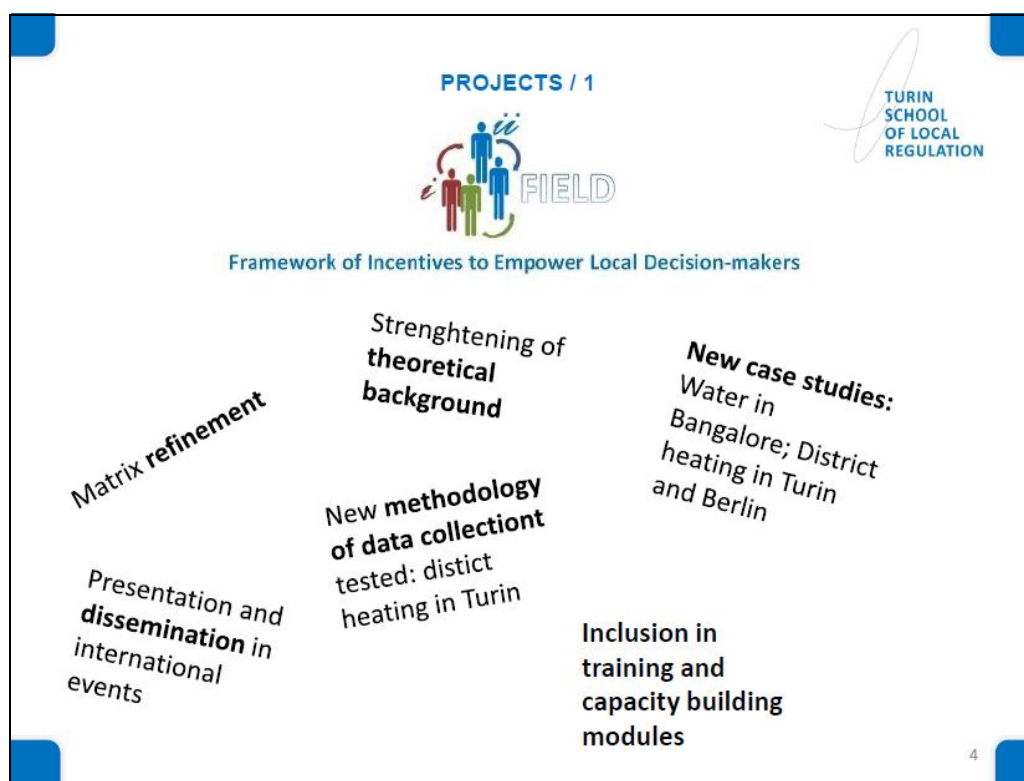 PROJECTS / 1
TURIN
SCHOOL
OF LOCAL
REGULATION
i
ii
FIELD
Framework of Incentives to Empower Local Decision-makers
Strenghtening of
theoretical
background
New case studies:
Water in
Bangalore; District
heating in Turin
and Berlin
Matrix refinement
New methodology
of data collectiont
tested: distict
heating in Turin
Presentation and
dissemination in
international
events
Inclusion in
training and
capacity building
modules
4